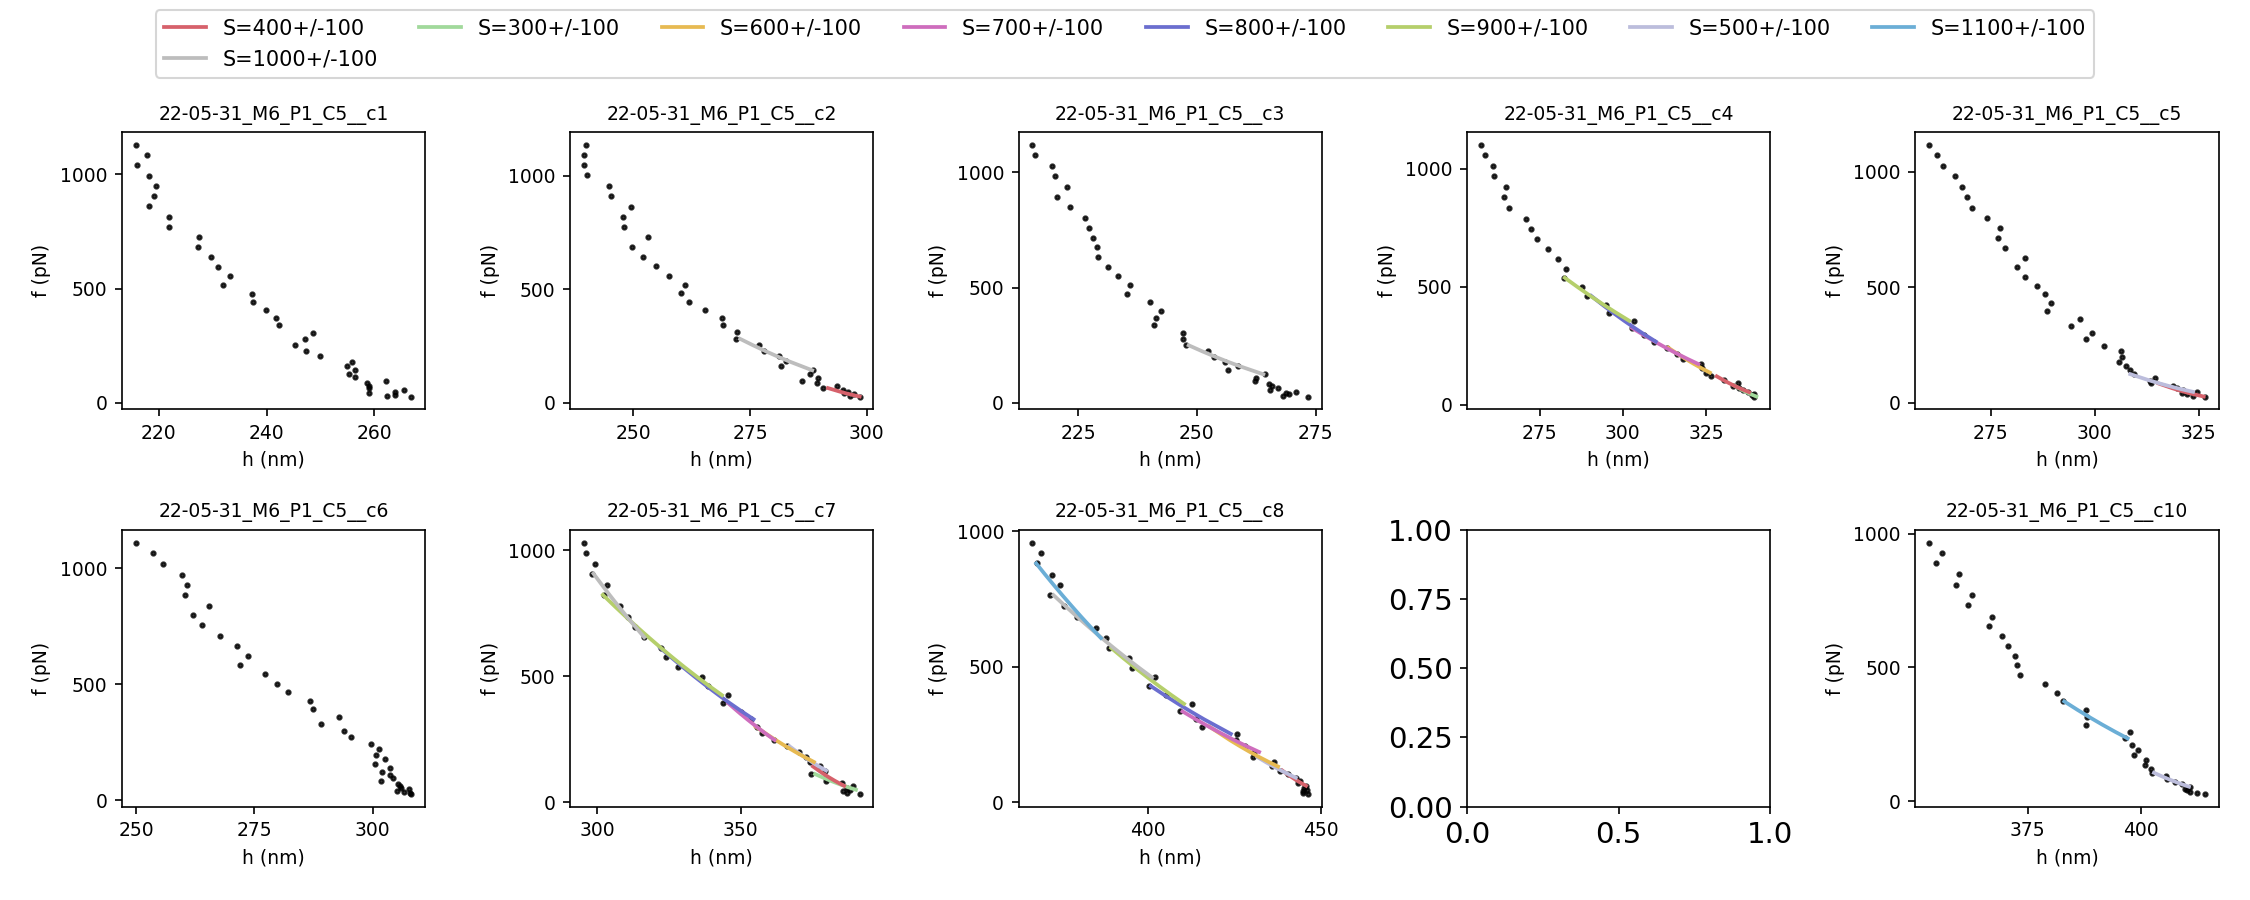 S=400+/-100 S=300+/-100 S=600+/-100 S=700+/-100 S=800+/-100 S=900+/-100 S=500+/-100 S=1100+/-100
S=1000+/-100
22-05-31_M6_P1_C5__c1
1000
500
0
f (pN)
220 240 260
h (nm)
22-05-31_M6_P1_C5__c2
1000
500
0
f (pN)
250 275 300
h (nm)
22-05-31_M6_P1_C5__c3
1000
500
0
f (pN)
225 250 275
h (nm)
22-05-31_M6_P1_C5__c4
1000
500
0
f (pN)
275 300 325
h (nm)
22-05-31_M6_P1_C5__c5
1000
500
0
f (pN)
275 300 325
h (nm)
22-05-31_M6_P1_C5__c6
1000
500
0
f (pN)
250 275 300
h (nm)
22-05-31_M6_P1_C5__c7
1000
500
0
f (pN)
300 350
h (nm)
22-05-31_M6_P1_C5__c8
1000
500
0
f (pN)
400 450
h (nm)
1.00
0.75
0.50
0.25
0.00
0.0 0.5 1.0
22-05-31_M6_P1_C5__c10
1000
500
0
f (pN)
375 400
h (nm)